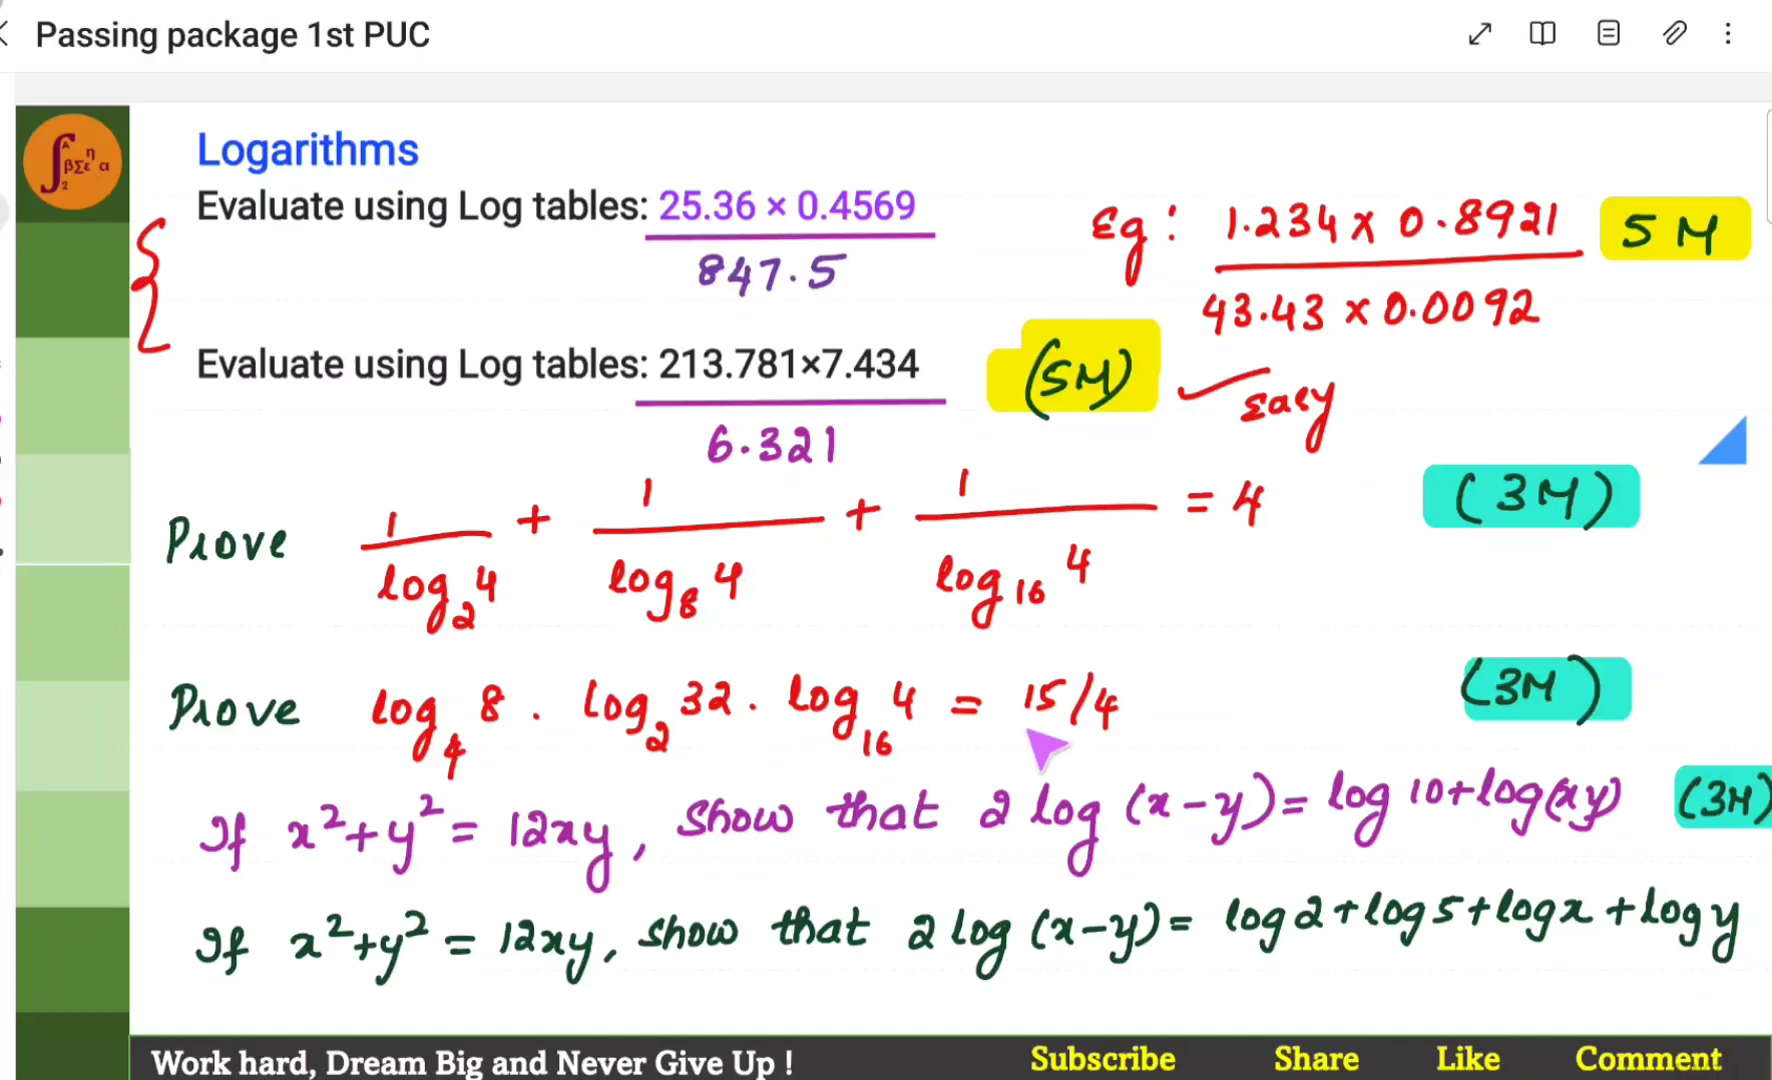 Passing package 1st PUC
Logarithms
Evaluate using Log tables: 25.36 × 0.4569
847.5
Eg: 1.234 x 0.8921
43.43 x 0.0092
5 M
Evaluate using Log tables: 213.781×7.434
6.321
(5M)
Easy
Prove 1/log₂4 + 1/log₈4 + 1/log₁₆4 = 4 (3M)
Prove log₄8 . log₂32 . log₁₆4 = 15/4 (3M)
If x²+y² = 12xy, show that 2 log (x-y) = log 10+log(xy) (3M)
If x²+y² = 12xy, show that 2 log (x-y) = log 2+log 5+log x +log y
Work hard, Dream Big and Never Give Up ! Subscribe Share Like Comment